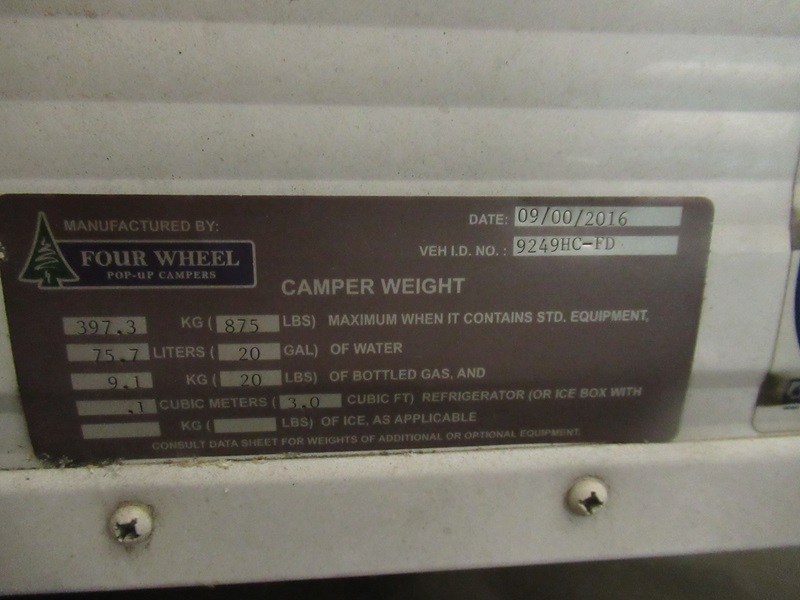 MANUFACTURED BY:
DATE: 09/00/2016
FOUR WHEEL
POP-UP CAMPERS
VEH I.D. NO.: 9249HC-FD
CAMPER WEIGHT
397.3 KG (875 LBS) MAXIMUM WHEN IT CONTAINS STD. EQUIPMENT,
75.7 LITERS (20 GAL) OF WATER
9.1 KG (20 LBS) OF BOTTLED GAS, AND
.1 CUBIC METERS (3.0 CUBIC FT) REFRIGERATOR (OR ICE BOX WITH
KG ( LBS) OF ICE, AS APPLICABLE
CONSULT DATA SHEET FOR WEIGHTS OF ADDITIONAL OR OPTIONAL EQUIPMENT.